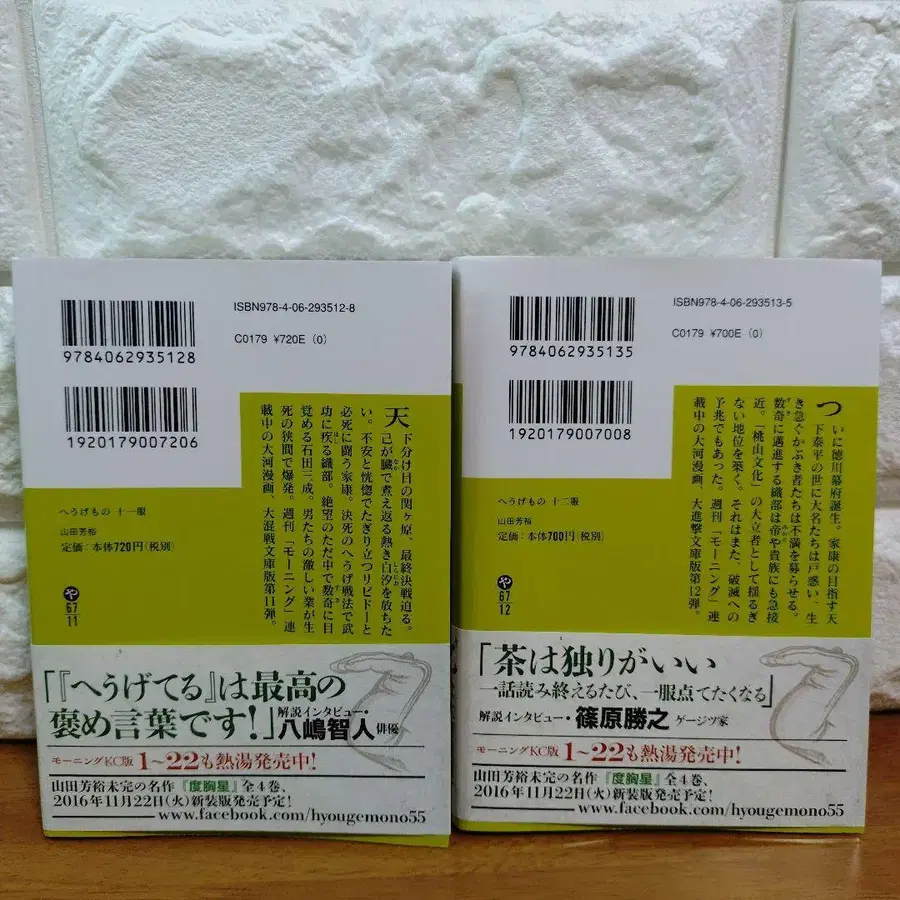 ISBN978-4-06-293512-8
C0179 ¥720E (0)
9784062935128
1920179007206
へうげもの 十一服
山田芳裕
定価:本体720円(税別)
や
67
11
天下分け目の関ヶ原、最終決戦迫る。
己が臓で煮え返る熱き白汐を放ちた
い。不安と恍惚でたぎり立つリビドーと
必死に闘う家康。決死のへうげ戦法で武
功に疾る織部。絶望のただ中で数奇に目
覚める石田三成。男たちの激しい業が生
死の狭間で爆発。週刊「モーニング」連
載中の大河漫画、大混戦文庫版第11弾。
「『へうげてる』は最高の
褒め言葉です!」
解説インタビュー・
八嶋智人 俳優
モーニングKC版 1~22も熱湯発売中!
山田芳裕未完の名作『度胸星』全4巻、
2016年11月22日(火)新装版発売予定!
www.facebook.com/hyougemono55
ISBN978-4-06-293513-5
C0179 ¥700E (0)
9784062935135
1920179007008
へうげもの 十二服
山田芳裕
定価:本体700円(税別)
や
67
12
ついに徳川幕府誕生。家康の目指す天
下泰平の世に大名たちは戸惑い、生
き急ぐかぶき者たちは不満を募らせる。
数奇に邁進する織部は帝や貴族にも急接
近。「桃山文化」の大立者として揺るぎ
ない地位を築く。それはまた、破滅への
予兆でもあった。週刊「モーニング」連
載中の大河漫画、大進撃文庫版第12弾。
「茶は独りがいい
一話読み終えるたび、一服点てたくなる」
解説インタビュー・篠原勝之 ゲージツ家
モーニングKC版 1~22も熱湯発売中!
山田芳裕未完の名作『度胸星』全4巻、
2016年11月22日(火)新装版発売予定!
www.facebook.com/hyougemono55